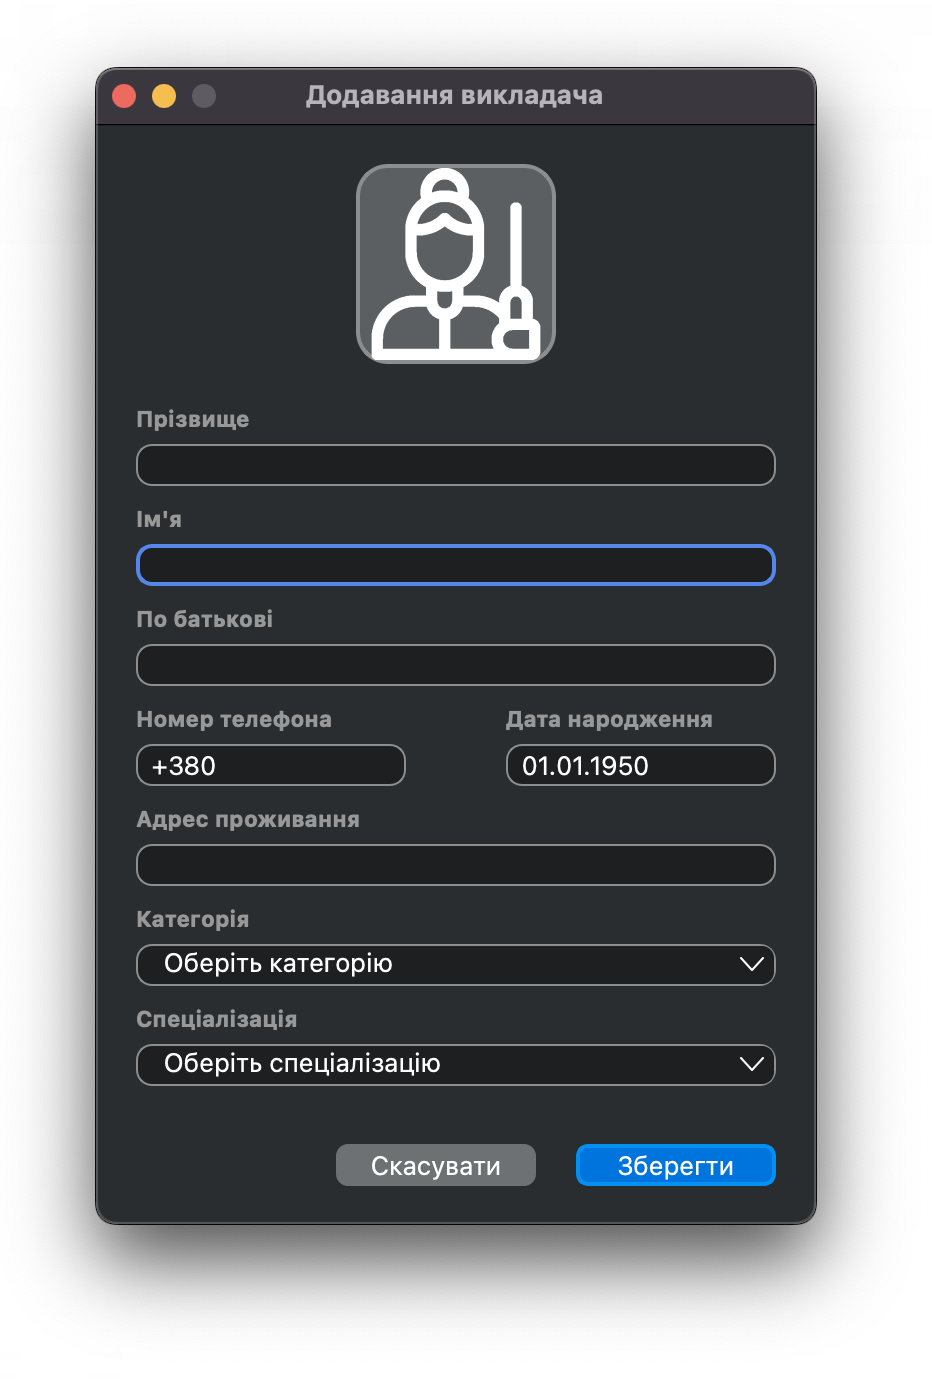 Додавання викладача
Прізвище
Ім'я
По батькові
Номер телефона Дата народження
+380 01.01.1950
Адрес проживання
Категорія
Оберіть категорію
Спеціалізація
Оберіть спеціалізацію
Скасувати Зберегти